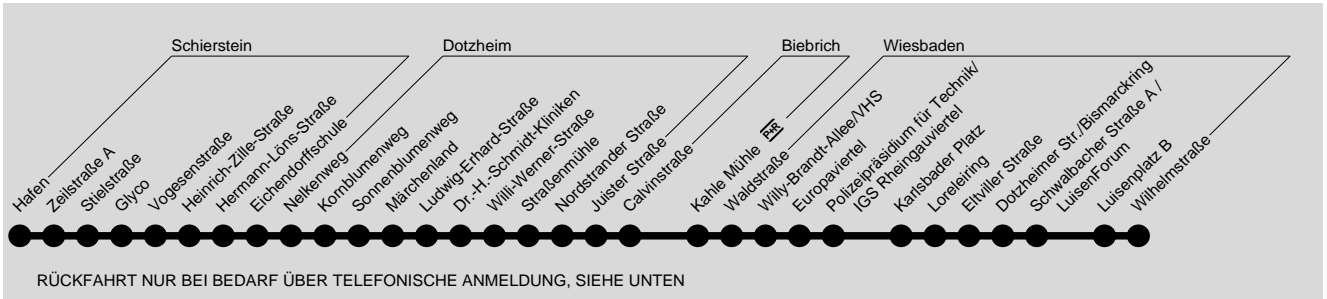 Schierstein
Dotzheim
Biebrich
Wiesbaden
Hafen
Zeilstraße A
Stielstraße
Glyco
Vogesenstraße
Heinrich-Zille-Straße
Hermann-Löns-Straße
Eichendorffschule
Nelkenweg
Kornblumenweg
Sonnenblumenweg
Märchenland
Ludwig-Erhard-Straße
Dr.-H.-Schmidt-Kliniken
Willi-Werner-Straße
Straßenmühle
Nordstrander Straße
Juister Straße
Calvinstraße
Kahle Mühle P+R
Waldstraße
Willy-Brandt-Allee/VHS
Europaviertel
Polizeipräsidium für Technik/
IGS Rheingauviertel
Karlsbader Platz
Loreleiring
Eltviller Straße
Dotzheimer Str./Bismarckring
Schwalbacher Straße A /
LuisenForum
Luisenplatz B
Wilhelmstraße
RÜCKFAHRT NUR BEI BEDARF ÜBER TELEFONISCHE ANMELDUNG, SIEHE UNTEN